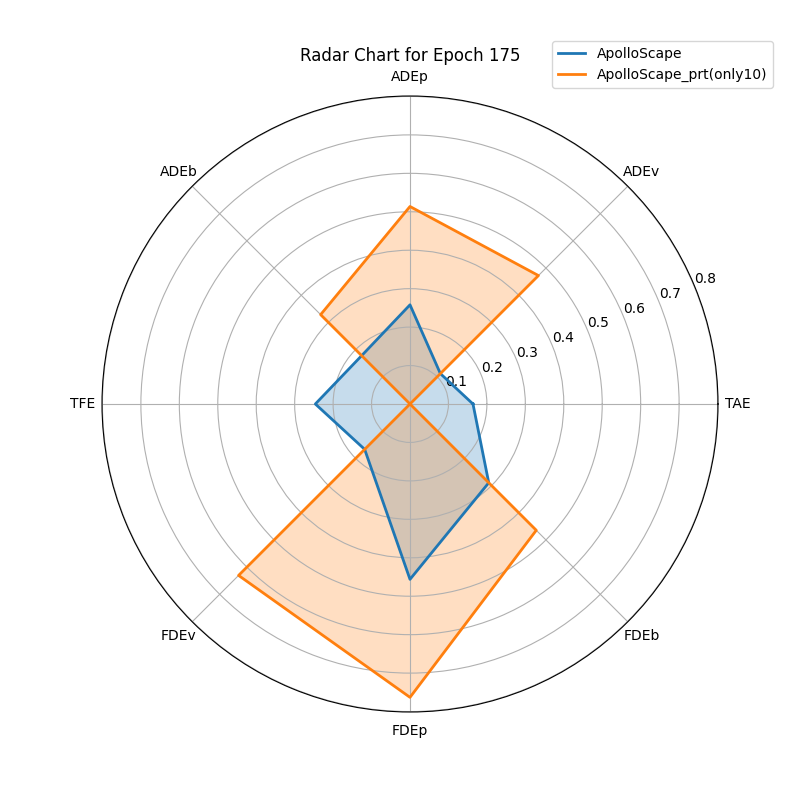 Radar Chart for Epoch 175
ApolloScape
ApolloScape_prt(only10)
ADEp
ADEb
ADEv
0.8
0.7
0.6
0.5
0.4
0.3
0.2
0.1
TFE
TAE
FDEv
FDEb
FDEp